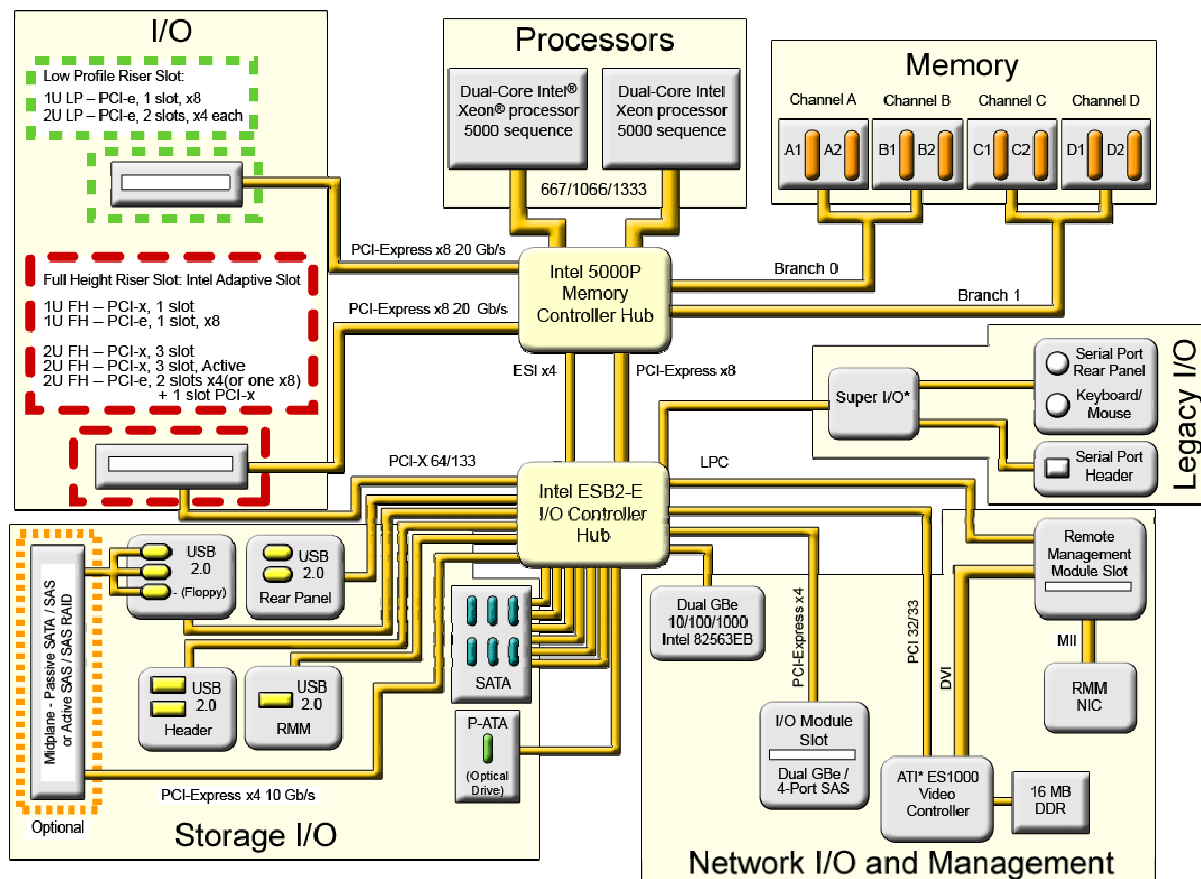 I/O
Low Profile Riser Slot:
1U LP – PCI-e, 1 slot, x8
2U LP – PCI-e, 2 slots, x4 each
Full Height Riser Slot: Intel Adaptive Slot
1U FH – PCI-x, 1 slot
1U FH – PCI-e, 1 slot, x8
2U FH – PCI-x, 3 slot
2U FH – PCI-x, 3 slot, Active
2U FH – PCI-e, 2 slots x4(or one x8)
+ 1 slot PCI-x
Processors
Dual-Core Intel®
Xeon® processor
5000 sequence
Dual-Core Intel
Xeon processor
5000 sequence
667/1066/1333
Memory
Channel A
Channel B
Channel C
Channel D
A1
A2
B1
B2
C1
C2
D1
D2
Branch 0
Branch 1
PCI-Express x8 20 Gb/s
PCI-Express x8 20 Gb/s
Intel 5000P
Memory
Controller Hub
ESI x4
PCI-Express x8
PCI-X 64/133
LPC
Intel ESB2-E
I/O Controller
Hub
Super I/O*
Serial Port
Rear Panel
Keyboard/
Mouse
Serial Port
Header
Legacy I/O
Midplane - Passive SATA / SAS
or Active SAS / SAS RAID
Optional
USB
2.0
- (Floppy)
USB
2.0
Rear Panel
USB
2.0
Header
USB
2.0
RMM
SATA
P-ATA
(Optical
Drive)
PCI-Express x4 10 Gb/s
Storage I/O
Dual GBe
10/100/1000
Intel 82563EB
PCI-Express x4
I/O Module
Slot
Dual GBe /
4-Port SAS
PCI 32/33
DVI
Remote
Management
Module Slot
MII
RMM
NIC
ATI* ES1000
Video
Controller
16 MB
DDR
Network I/O and Management